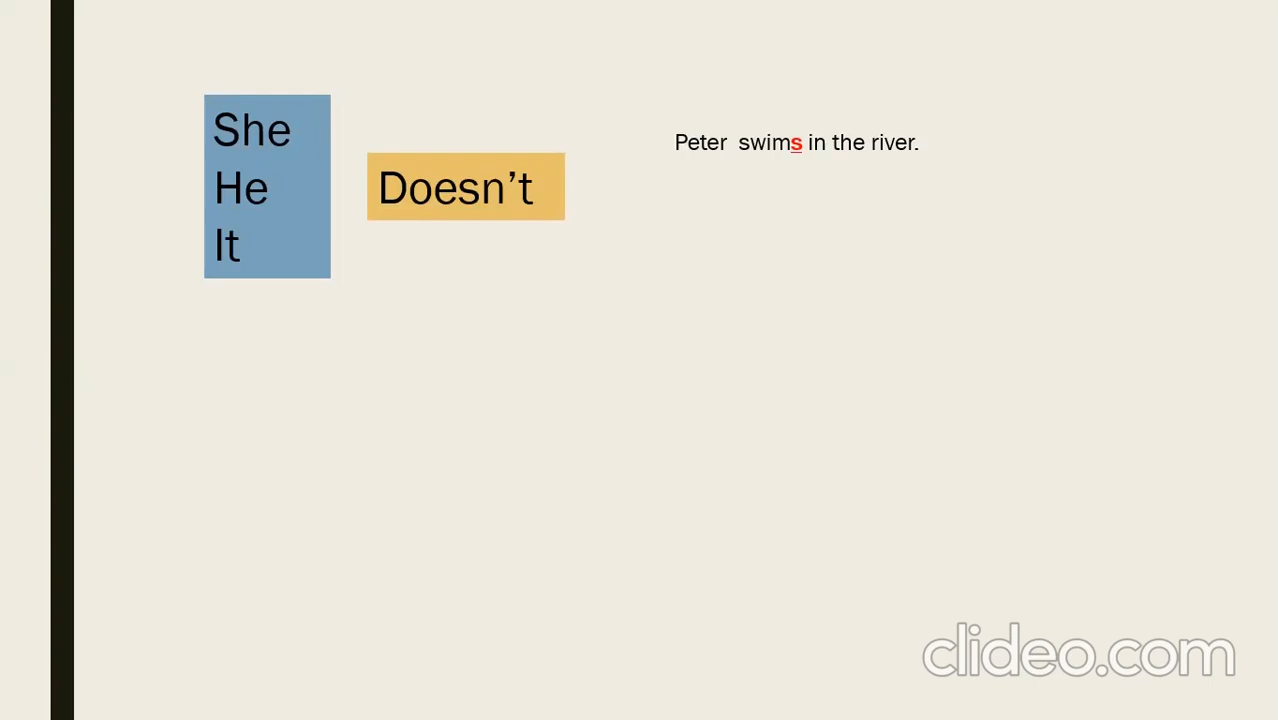 She
He
It
Doesn’t
Peter  swims in the river.
clideo.com